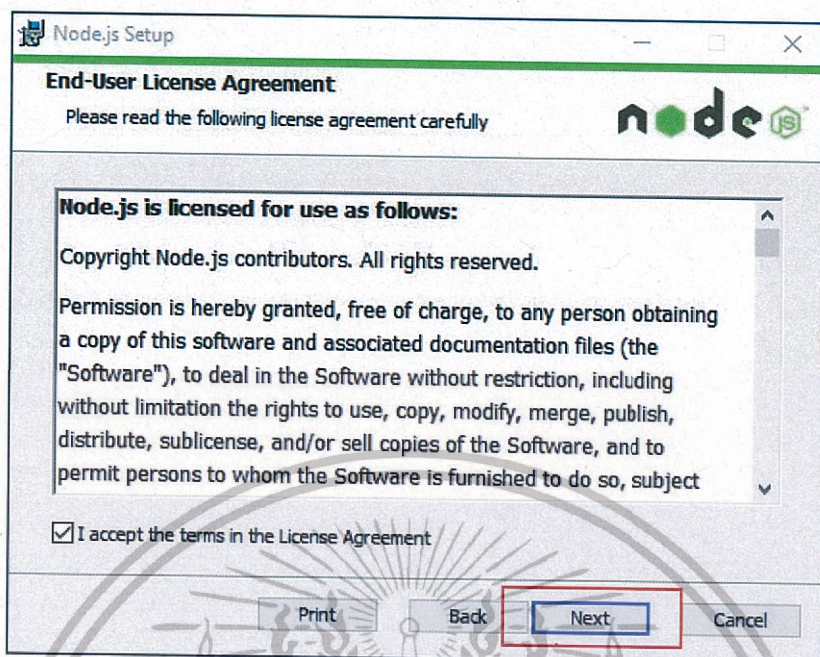 Node.js Setup
End-User License Agreement
Please read the following license agreement carefully
node JS
Node.js is licensed for use as follows:
Copyright Node.js contributors. All rights reserved.
Permission is hereby granted, free of charge, to any person obtaining
a copy of this software and associated documentation files (the
"Software"), to deal in the Software without restriction, including
without limitation the rights to use, copy, modify, merge, publish,
distribute, sublicense, and/or sell copies of the Software, and to
permit persons to whom the Software is furnished to do so, subject
I accept the terms in the License Agreement
Print Back Next Cancel